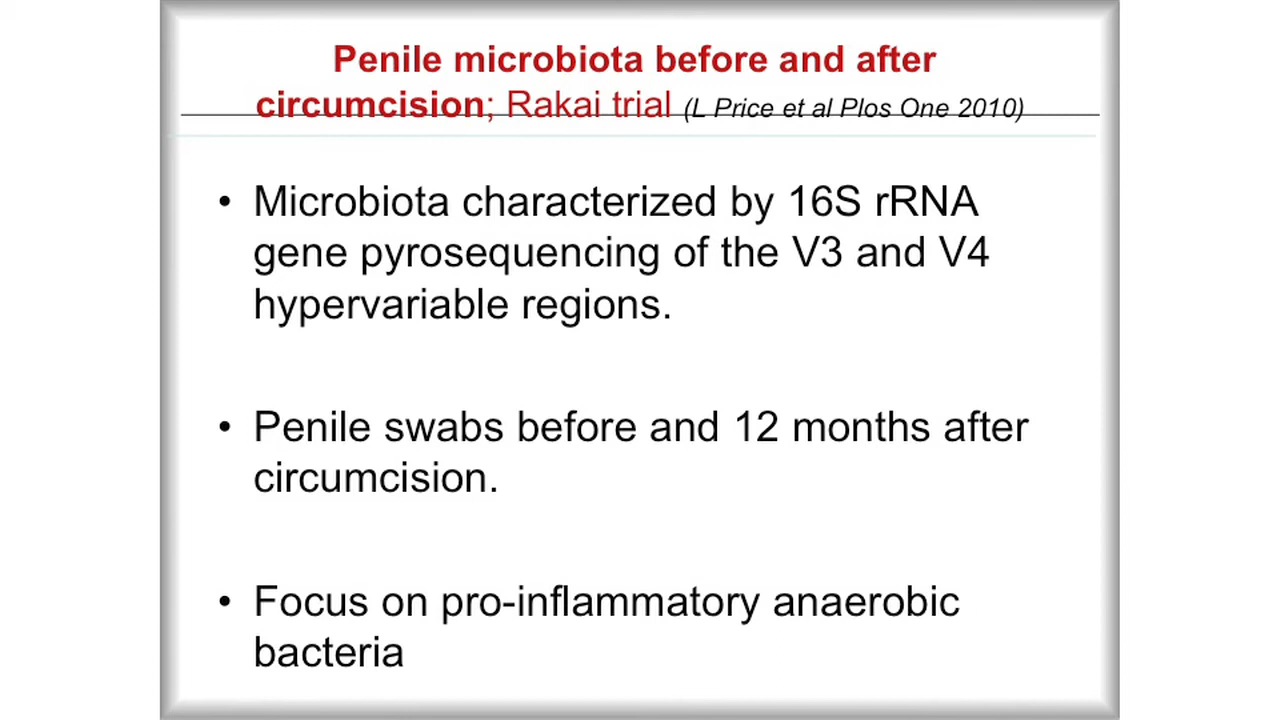 Penile microbiota before and after
circumcision; Rakai trial (L Price et al Plos One 2010)
• Microbiota characterized by 16S rRNA
gene pyrosequencing of the V3 and V4
hypervariable regions.
• Penile swabs before and 12 months after
circumcision.
• Focus on pro-inflammatory anaerobic
bacteria